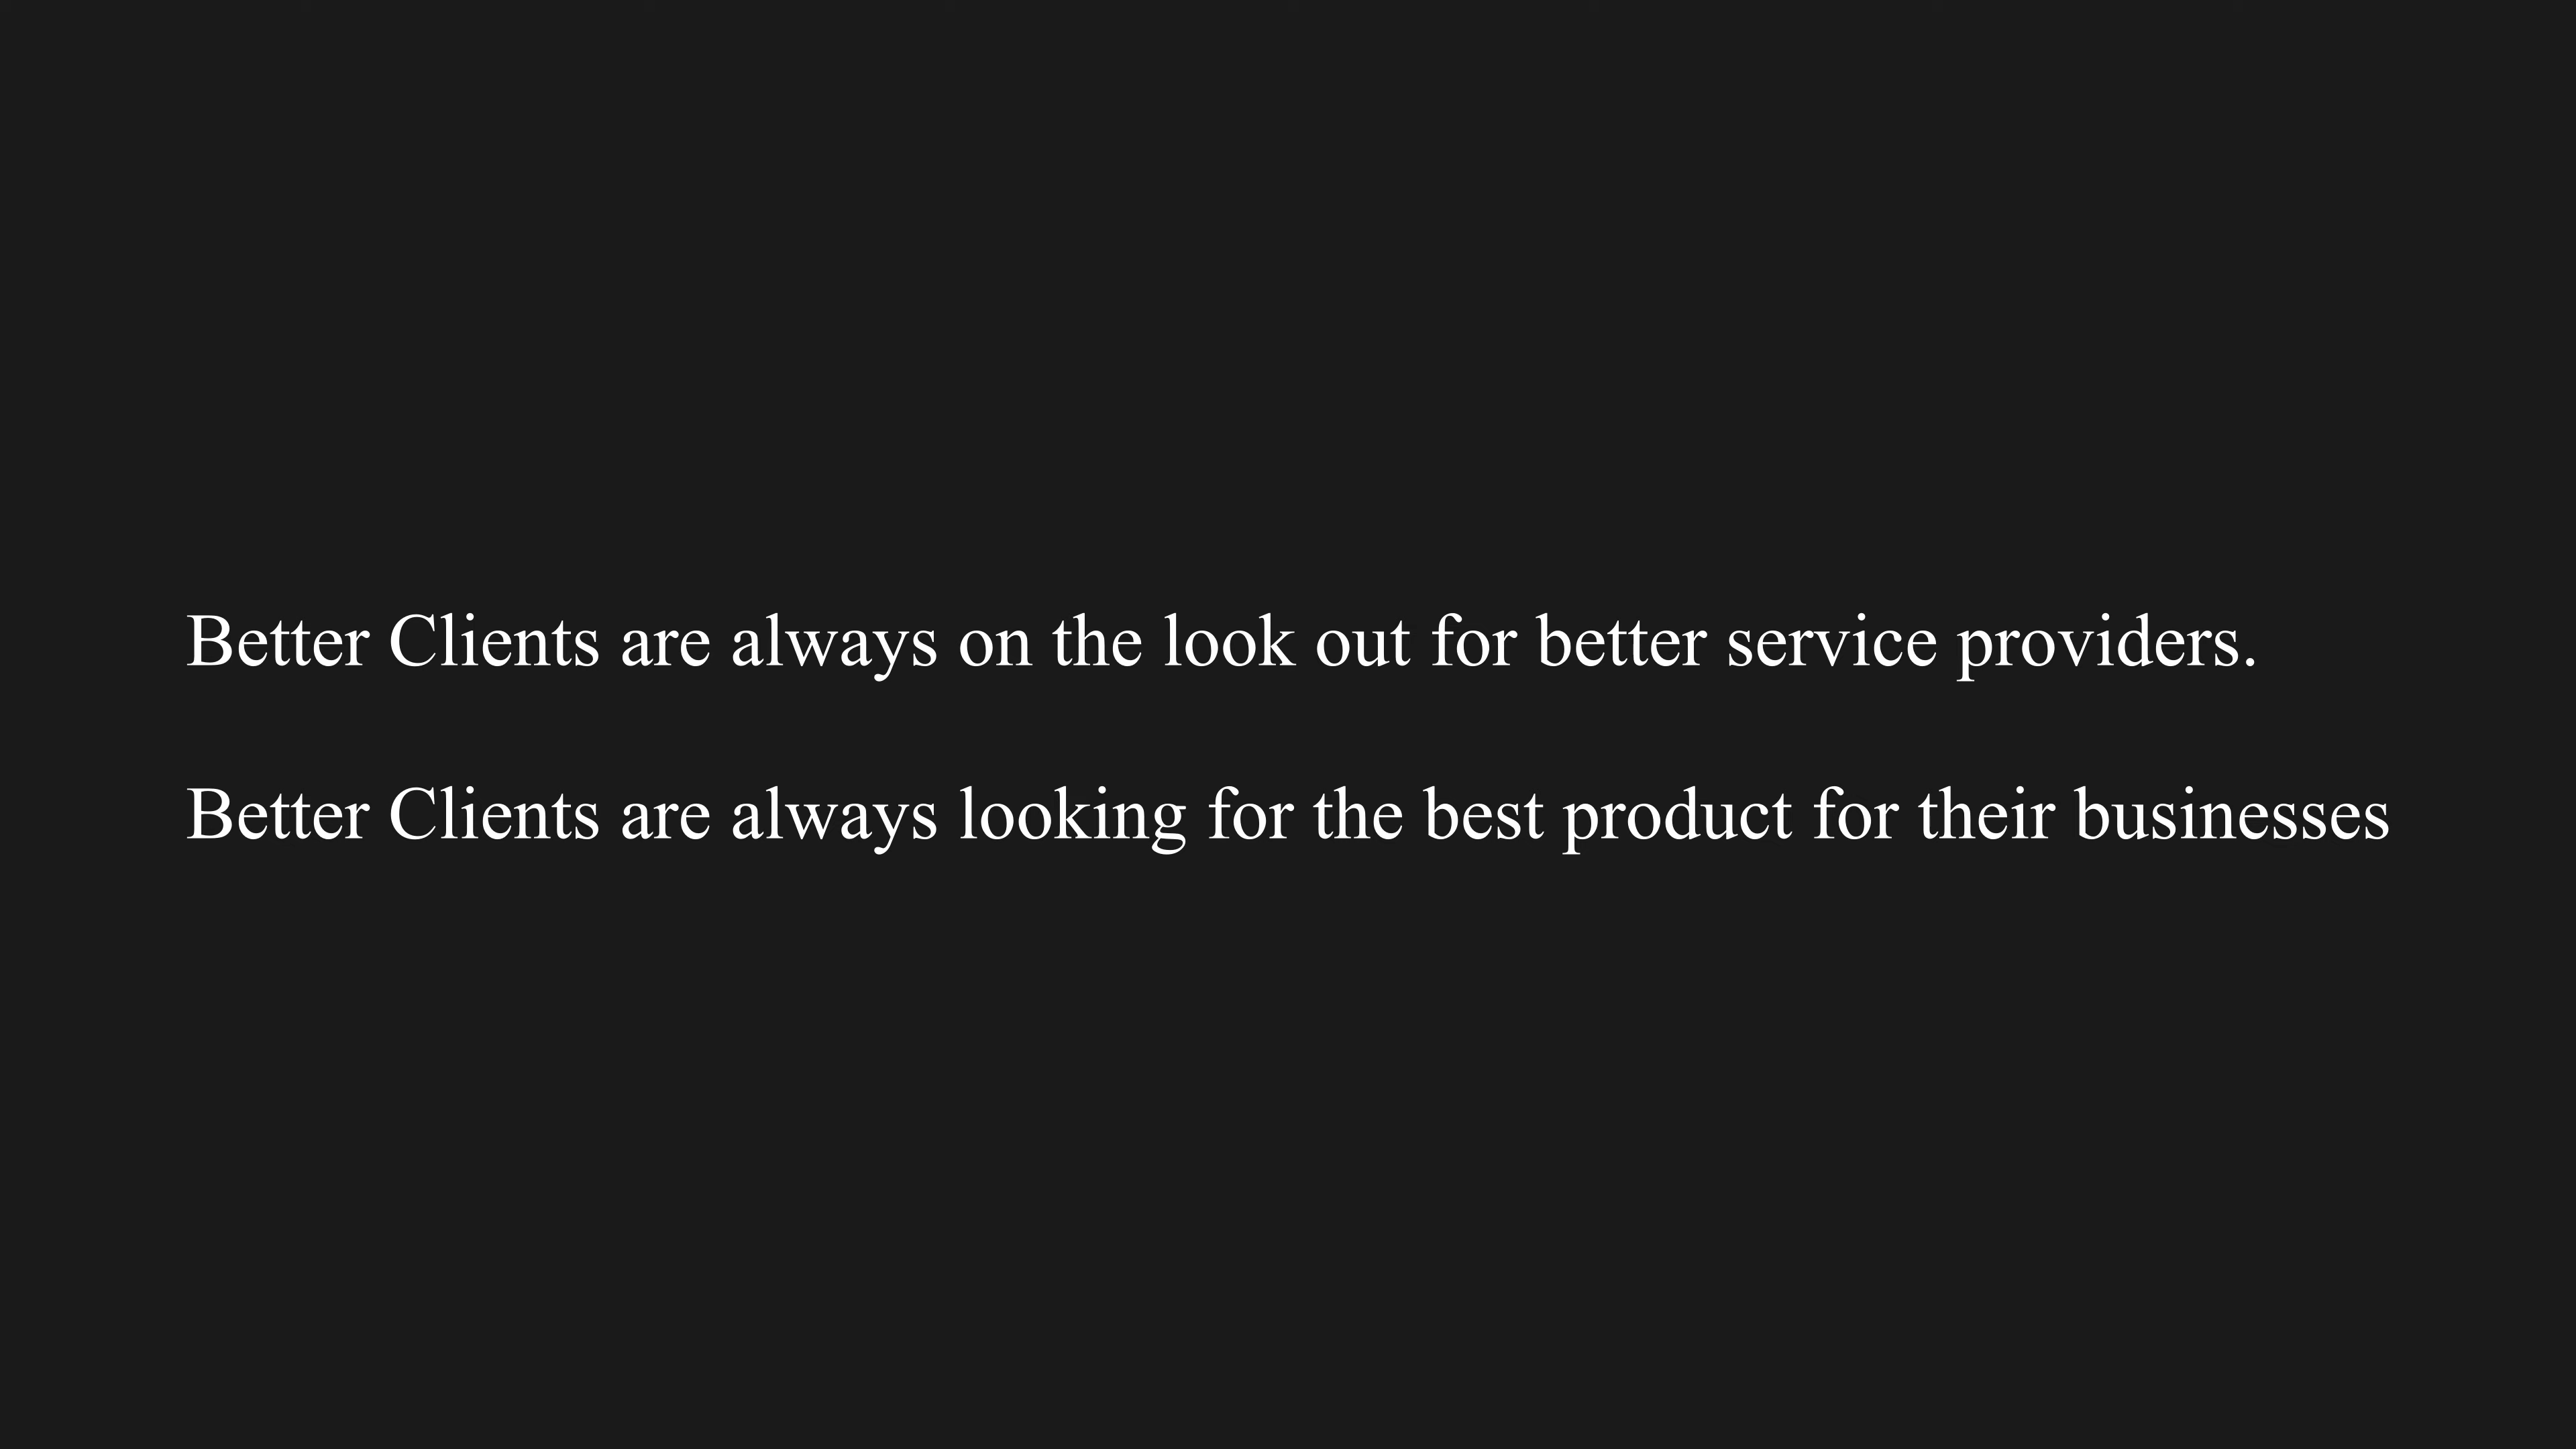 Better Clients are always on the look out for better service providers.
Better Clients are always looking for the best product for their businesses